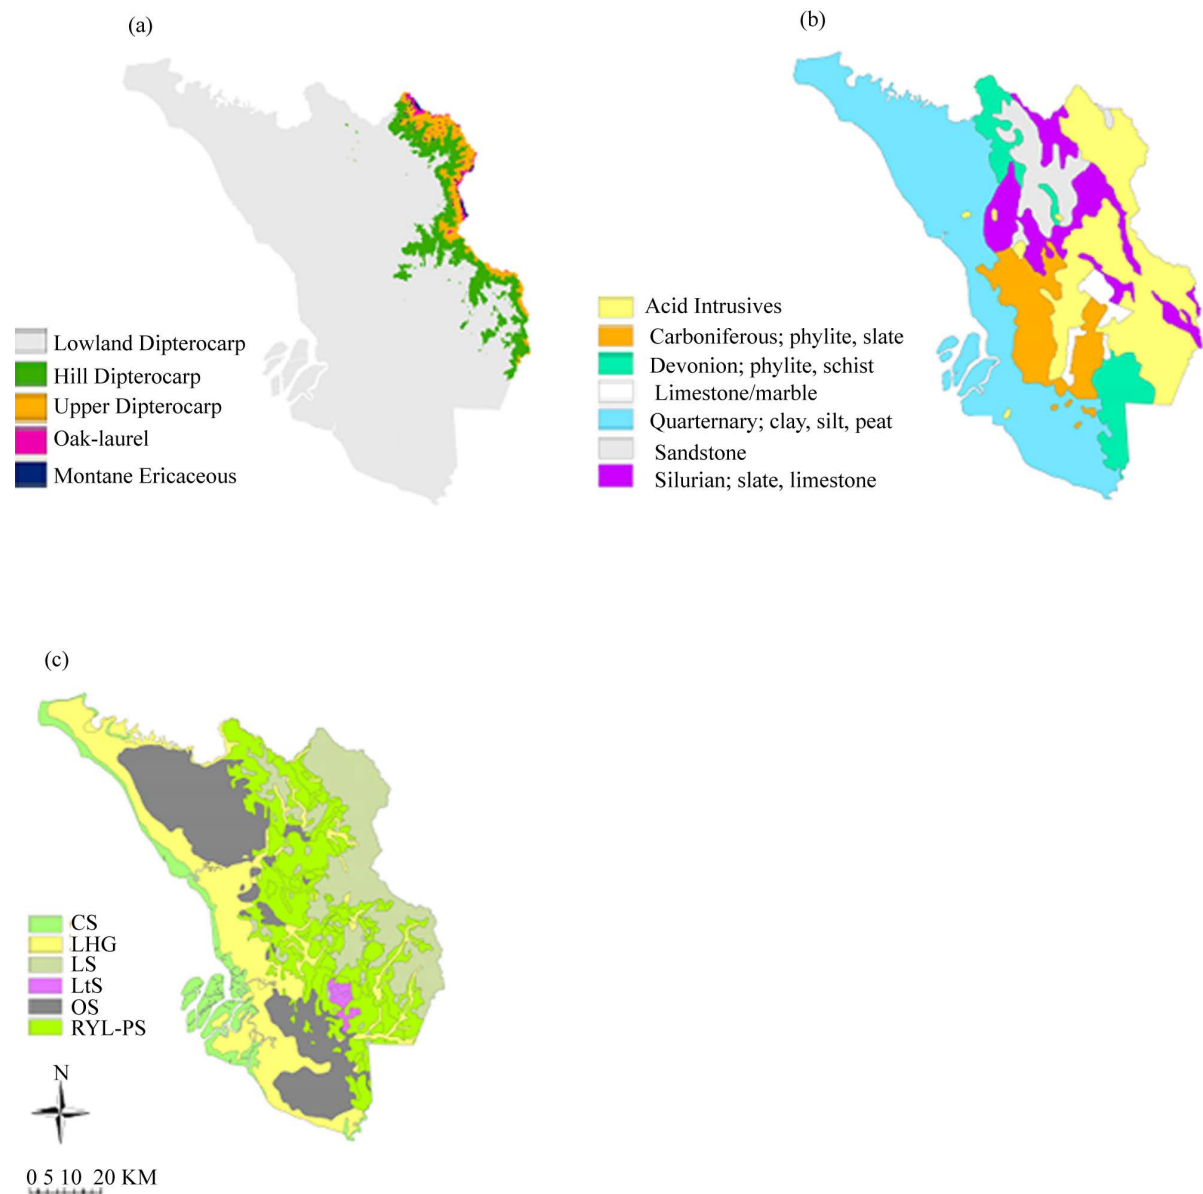 (a)
Lowland Dipterocarp
Hill Dipterocarp
Upper Dipterocarp
Oak-laurel
Montane Ericaceous
(b)
Acid Intrusives
Carboniferous; phylite, slate
Devonion; phylite, schist
Limestone/marble
Quarternary; clay, silt, peat
Sandstone
Silurian; slate, limestone
(c)
CS
LHG
LS
LtS
OS
RYL-PS
N
0 5 10 20 KM